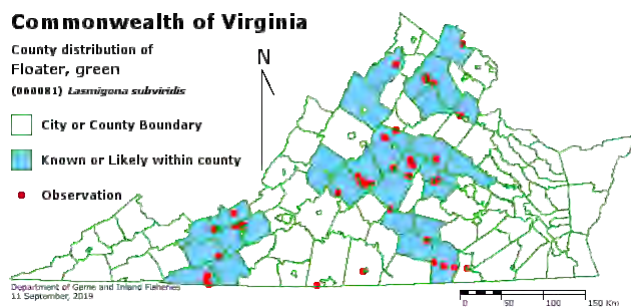 Commonwealth of Virginia
County distribution of
Floater, green
(060081) Lasmigona subviridis
N
City or County Boundary
Known or Likely within county
Observation
Department of Game and Inland Fisheries
11 September, 2019
0 50 100 150 Km